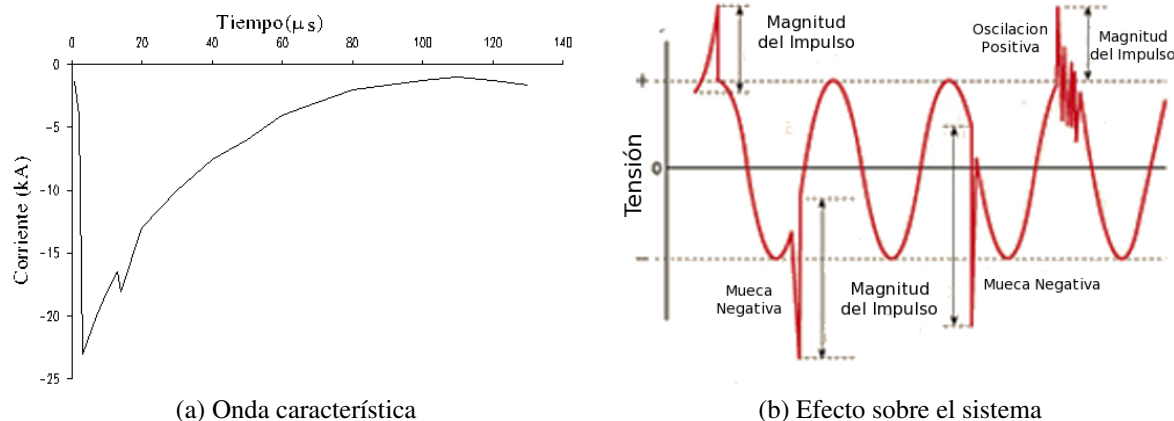 Tiempo(μs)
0 20 40 60 80 100 120 140
0
-5
-10
-15
-20
-25
Corriente (kA)
(a) Onda característica
Magnitud
del Impulso
Oscilacion
Positiva
Magnitud
del Impulso
+
0
−
Tensión
Mueca
Negativa
Magnitud
del Impulso
Mueca Negativa
(b) Efecto sobre el sistema